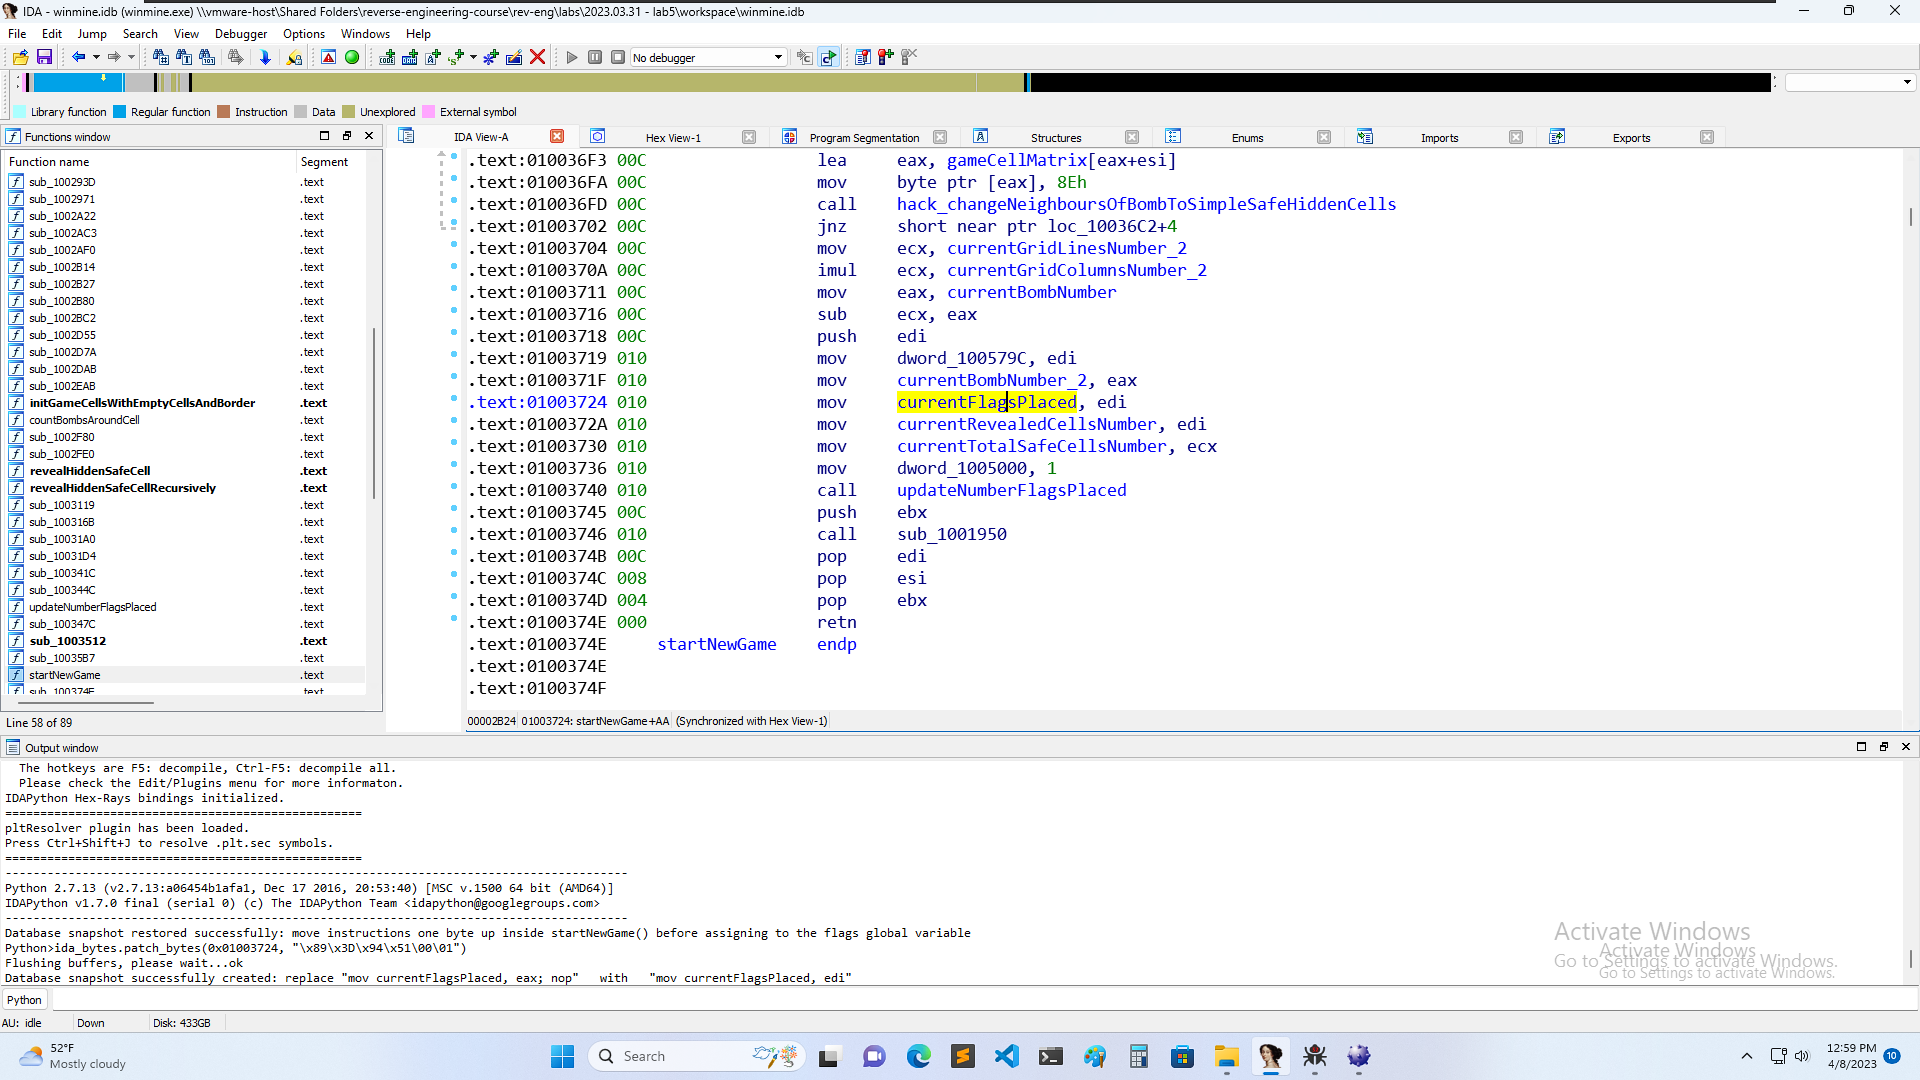 IDA - winmine.idb (winmine.exe) \\vmware-host\Shared Folders\reverse-engineering-course\rev-eng\labs\2023.03.31 - lab5\workspace\winmine.idb
File Edit Jump Search View Debugger Options Windows Help
No debugger
Library function Regular function Instruction Data Unexplored External symbol
Functions window
Function name Segment
sub_100293D .text
sub_1002971 .text
sub_1002A22 .text
sub_1002AC3 .text
sub_1002AF0 .text
sub_1002B14 .text
sub_1002B27 .text
sub_1002B80 .text
sub_1002BC2 .text
sub_1002D55 .text
sub_1002D7A .text
sub_1002DAB .text
sub_1002EAB .text
initGameCellsWithEmptyCellsAndBorder .text
countBombsAroundCell .text
sub_1002F80 .text
sub_1002FE0 .text
revealHiddenSafeCell .text
revealHiddenSafeCellRecursively .text
sub_1003119 .text
sub_100316B .text
sub_10031A0 .text
sub_10031D4 .text
sub_100341C .text
sub_100344C .text
updateNumberFlagsPlaced .text
sub_100347C .text
sub_1003512 .text
sub_10035B7 .text
startNewGame .text
sub_100374F .text
Line 58 of 89
IDA View-A Hex View-1 Program Segmentation Structures Enums Imports Exports
.text:010036F3 00C lea eax, gameCellMatrix[eax+esi]
.text:010036FA 00C mov byte ptr [eax], 8Eh
.text:010036FD 00C call hack_changeNeighboursOfBombToSimpleSafeHiddenCells
.text:01003702 00C jnz short near ptr loc_10036C2+4
.text:01003704 00C mov ecx, currentGridLinesNumber_2
.text:0100370A 00C imul ecx, currentGridColumnsNumber_2
.text:01003711 00C mov eax, currentBombNumber
.text:01003716 00C sub ecx, eax
.text:01003718 00C push edi
.text:01003719 010 mov dword_100579C, edi
.text:0100371F 010 mov currentBombNumber_2, eax
.text:01003724 010 mov currentFlagsPlaced, edi
.text:0100372A 010 mov currentRevealedCellsNumber, edi
.text:01003730 010 mov currentTotalSafeCellsNumber, ecx
.text:01003736 010 mov dword_1005000, 1
.text:01003740 010 call updateNumberFlagsPlaced
.text:01003745 00C push ebx
.text:01003746 010 call sub_1001950
.text:0100374B 00C pop edi
.text:0100374C 008 pop esi
.text:0100374D 004 pop ebx
.text:0100374E 000 retn
.text:0100374E startNewGame endp
.text:0100374E
.text:0100374F
00002B24 01003724: startNewGame+AA (Synchronized with Hex View-1)
Output window
The hotkeys are F5: decompile, Ctrl-F5: decompile all.
Please check the Edit/Plugins menu for more informaton.
IDAPython Hex-Rays bindings initialized.
===================================================
pltResolver plugin has been loaded.
Press Ctrl+Shift+J to resolve .plt.sec symbols.
===================================================
----------------------------------------------------------------------------------------
Python 2.7.13 (v2.7.13:a06454b1afa1, Dec 17 2016, 20:53:40) [MSC v.1500 64 bit (AMD64)]
IDAPython v1.7.0 final (serial 0) (c) The IDAPython Team <idapython@googlegroups.com>
----------------------------------------------------------------------------------------
Database snapshot restored successfully: move instructions one byte up inside startNewGame() before assigning to the flags global variable
Python>ida_bytes.patch_bytes(0x01003724, "\x89\x3D\x94\x51\x00\x01")
Flushing buffers, please wait...ok
Database snapshot successfully created: replace "mov currentFlagsPlaced, eax; nop" with "mov currentFlagsPlaced, edi"
Activate Windows
Activate Windows
Go to Settings to activate Windows.
Go to Settings to activate Windows.
Python
AU: idle Down Disk: 433GB
52°F
Mostly cloudy
Search
12:59 PM
4/8/2023
10